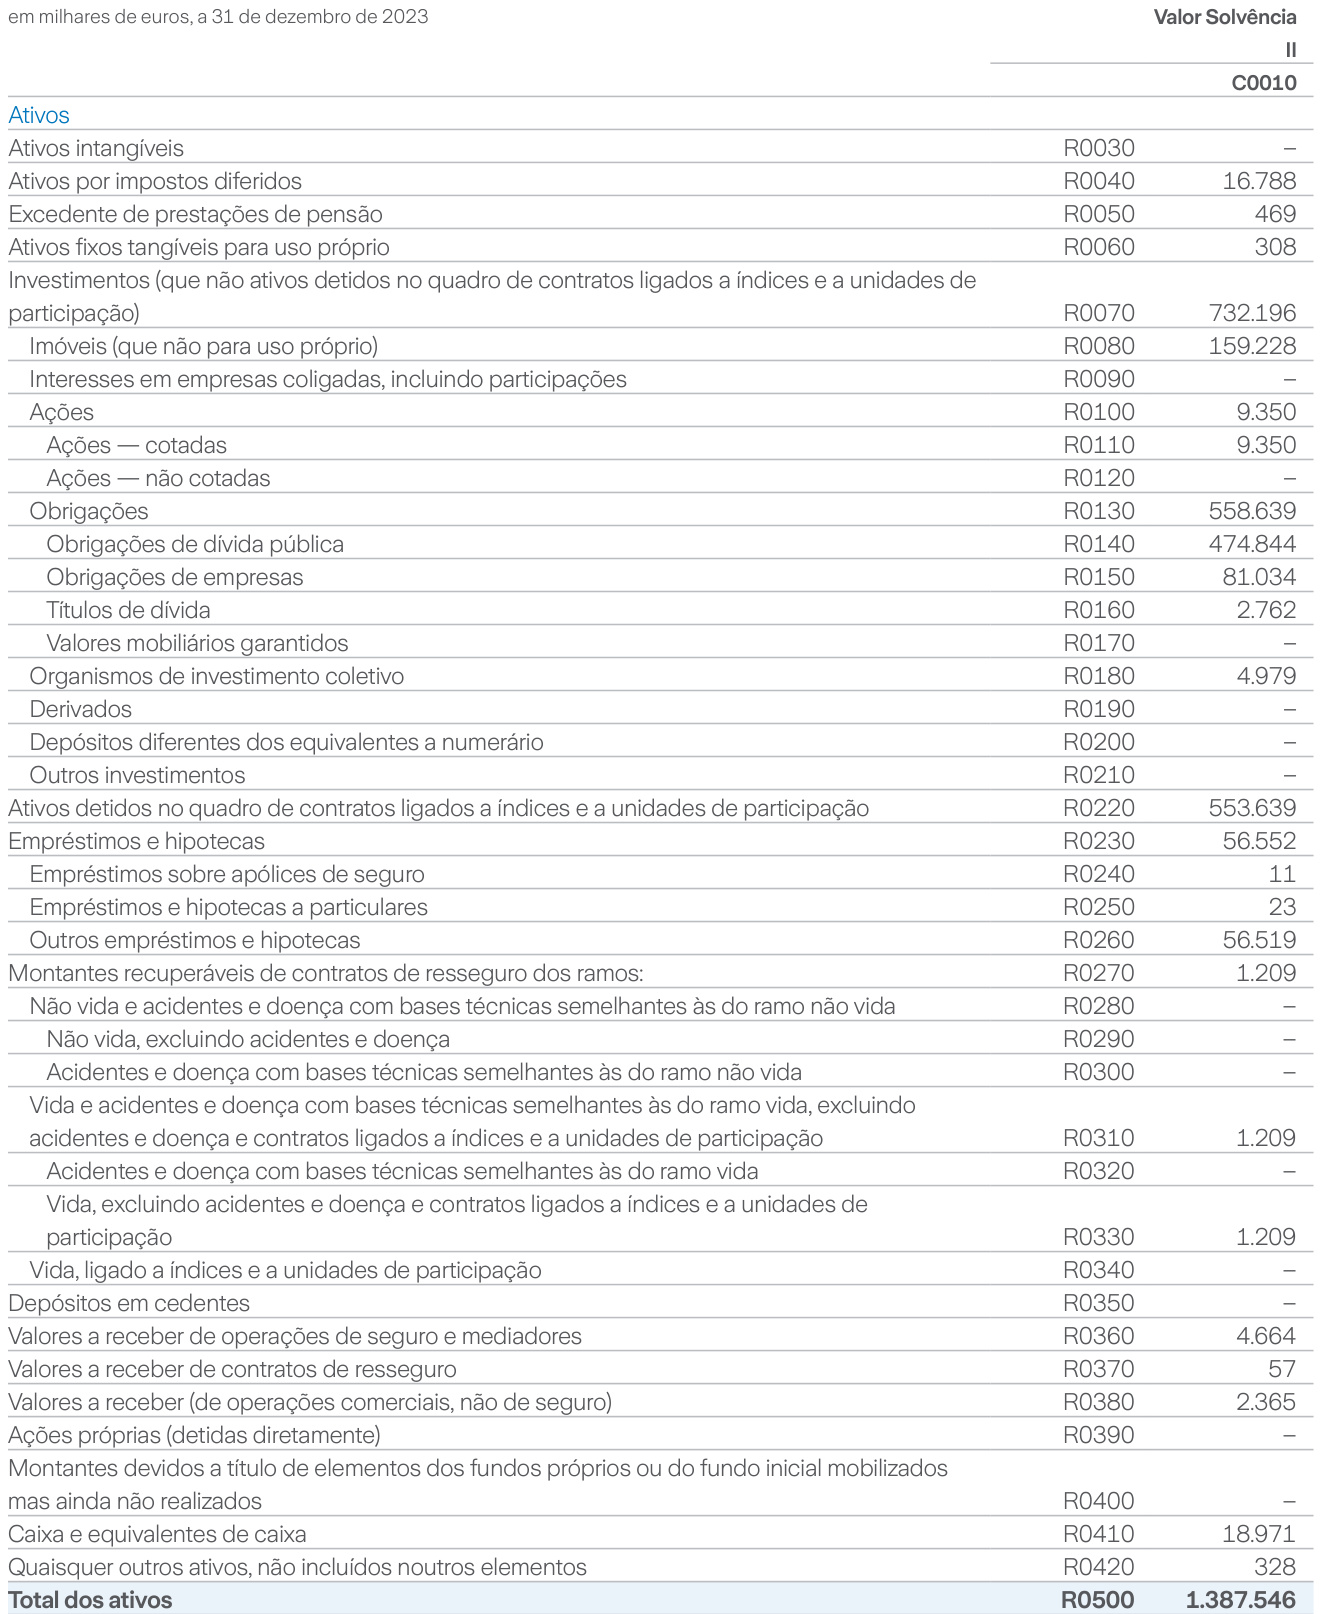 em milhares de euros, a 31 de dezembro de 2023 Valor Solvência
II
C0010
Ativos
Ativos intangíveis R0030 –
Ativos por impostos diferidos R0040 16.788
Excedente de prestações de pensão R0050 469
Ativos fixos tangíveis para uso próprio R0060 308
Investimentos (que não ativos detidos no quadro de contratos ligados a índices e a unidades de
participação) R0070 732.196
Imóveis (que não para uso próprio) R0080 159.228
Interesses em empresas coligadas, incluindo participações R0090 –
Ações R0100 9.350
Ações — cotadas R0110 9.350
Ações — não cotadas R0120 –
Obrigações R0130 558.639
Obrigações de dívida pública R0140 474.844
Obrigações de empresas R0150 81.034
Títulos de dívida R0160 2.762
Valores mobiliários garantidos R0170 –
Organismos de investimento coletivo R0180 4.979
Derivados R0190 –
Depósitos diferentes dos equivalentes a numerário R0200 –
Outros investimentos R0210 –
Ativos detidos no quadro de contratos ligados a índices e a unidades de participação R0220 553.639
Empréstimos e hipotecas R0230 56.552
Empréstimos sobre apólices de seguro R0240 11
Empréstimos e hipotecas a particulares R0250 23
Outros empréstimos e hipotecas R0260 56.519
Montantes recuperáveis de contratos de resseguro dos ramos: R0270 1.209
Não vida e acidentes e doença com bases técnicas semelhantes às do ramo não vida R0280 –
Não vida, excluindo acidentes e doença R0290 –
Acidentes e doença com bases técnicas semelhantes às do ramo não vida R0300 –
Vida e acidentes e doença com bases técnicas semelhantes às do ramo vida, excluindo
acidentes e doença e contratos ligados a índices e a unidades de participação R0310 1.209
Acidentes e doença com bases técnicas semelhantes às do ramo vida R0320 –
Vida, excluindo acidentes e doença e contratos ligados a índices e a unidades de
participação R0330 1.209
Vida, ligado a índices e a unidades de participação R0340 –
Depósitos em cedentes R0350 –
Valores a receber de operações de seguro e mediadores R0360 4.664
Valores a receber de contratos de resseguro R0370 57
Valores a receber (de operações comerciais, não de seguro) R0380 2.365
Ações próprias (detidas diretamente) R0390 –
Montantes devidos a título de elementos dos fundos próprios ou do fundo inicial mobilizados
mas ainda não realizados R0400 –
Caixa e equivalentes de caixa R0410 18.971
Quaisquer outros ativos, não incluídos noutros elementos R0420 328
Total dos ativos R0500 1.387.546